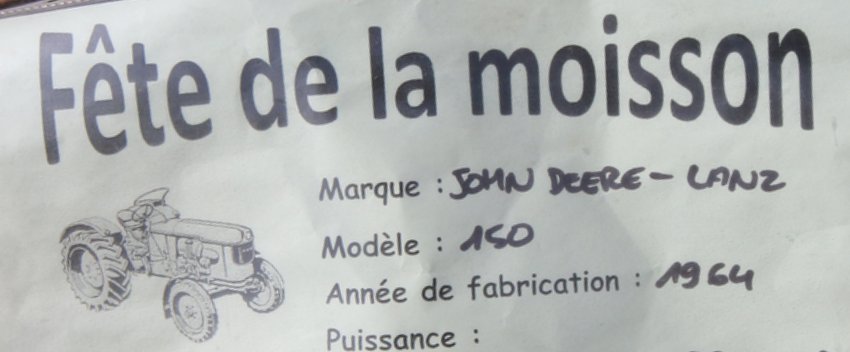 Fête de la moisson
Marque : JOHN DEERE - LANZ
Modèle : 150
Année de fabrication : 1964
Puissance :